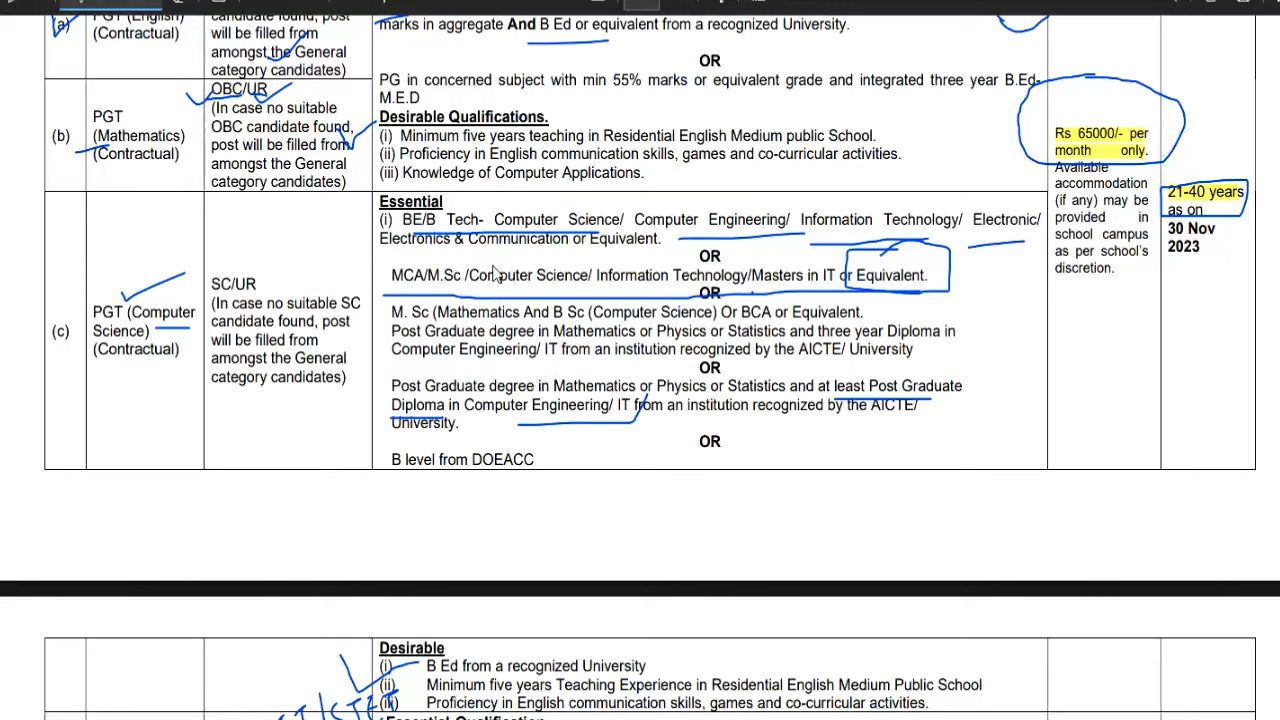 (a)
PGT (English)
(Contractual)
candidate found, post
will be filled from
amongst the General
category candidates)
marks in aggregate And B Ed or equivalent from a recognized University.
OR
PG in concerned subject with min 55% marks or equivalent grade and integrated three year B.Ed-
M.E.D
Desirable Qualifications.
(i) Minimum five years teaching in Residential English Medium public School.
(ii) Proficiency in English communication skills, games and co-curricular activities.
(iii) Knowledge of Computer Applications.
(b)
PGT
(Mathematics)
(Contractual)
OBC/UR
(In case no suitable
OBC candidate found,
post will be filled from
amongst the General
category candidates)
Rs 65000/- per
month only.
Available
accommodation
(if any) may be
provided in
school campus
as per school's
discretion.
21-40 years
as on
30 Nov
2023
(c)
PGT (Computer
Science)
(Contractual)
SC/UR
(In case no suitable SC
candidate found, post
will be filled from
amongst the General
category candidates)
Essential
(i) BE/B Tech- Computer Science/ Computer Engineering/ Information Technology/ Electronic/
Electronics & Communication or Equivalent.
OR
MCA/M.Sc /Computer Science/ Information Technology/Masters in IT or Equivalent.
OR
M. Sc (Mathematics And B Sc (Computer Science) Or BCA or Equivalent.
Post Graduate degree in Mathematics or Physics or Statistics and three year Diploma in
Computer Engineering/ IT from an institution recognized by the AICTE/ University
OR
Post Graduate degree in Mathematics or Physics or Statistics and at least Post Graduate
Diploma in Computer Engineering/ IT from an institution recognized by the AICTE/
University.
OR
B level from DOEACC
Desirable
(i) B Ed from a recognized University
(ii) Minimum five years Teaching Experience in Residential English Medium Public School
(iii) Proficiency in English communication skills, games and co-curricular activities.
Essential Qualification